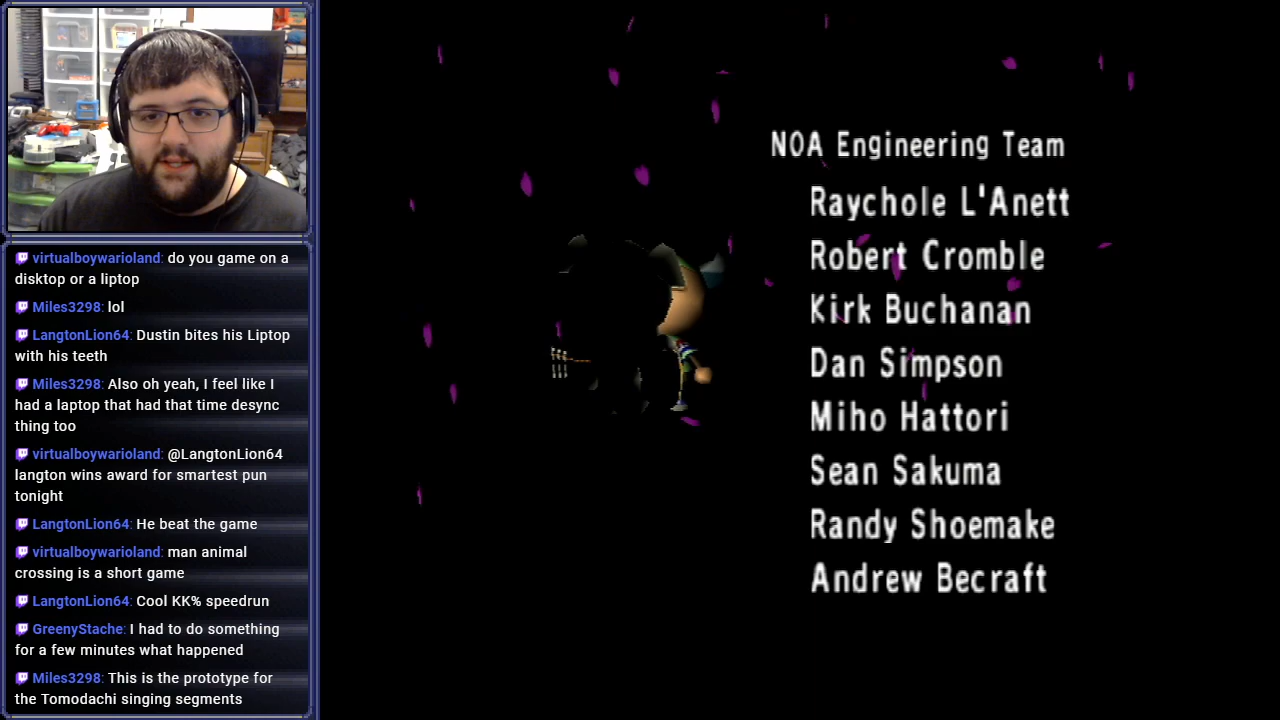 virtualboywarioland: do you game on a
disktop or a liptop
Miles3298: lol
LangtonLion64: Dustin bites his Liptop
with his teeth
Miles3298: Also oh yeah, I feel like I
had a laptop that had that time desync
thing too
virtualboywarioland: @LangtonLion64
langton wins award for smartest pun
tonight
LangtonLion64: He beat the game
virtualboywarioland: man animal
crossing is a short game
LangtonLion64: Cool KK% speedrun
GreenyStache: I had to do something
for a few minutes what happened
Miles3298: This is the prototype for
the Tomodachi singing segments
NOA Engineering Team
Raychole L'Anett
Robert Cromble
Kirk Buchanan
Dan Simpson
Miho Hattori
Sean Sakuma
Randy Shoemake
Andrew Becraft